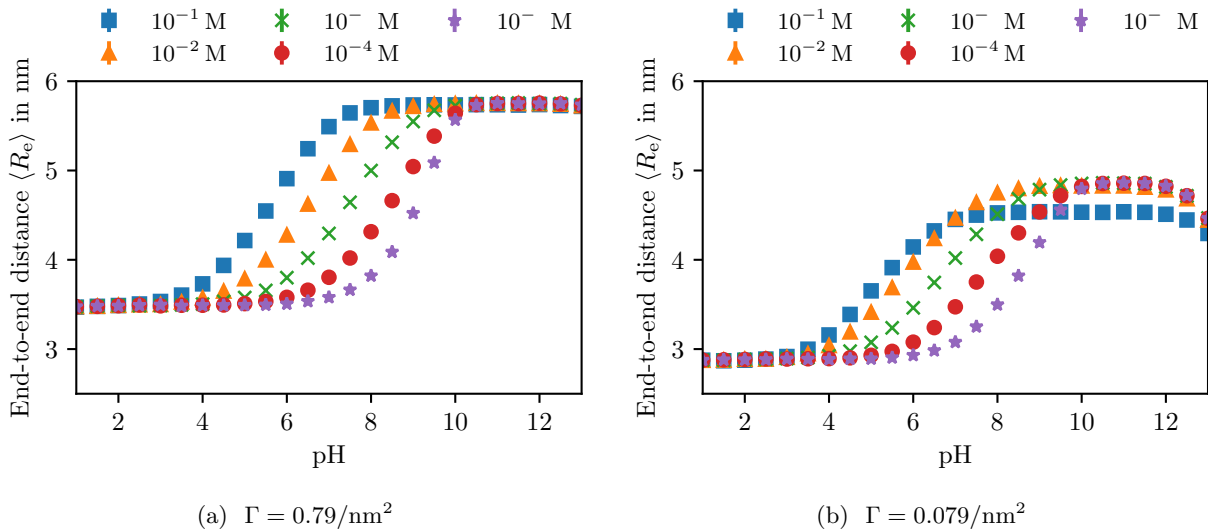 10⁻¹ M 10⁻ M 10⁻ M
10⁻² M 10⁻⁴ M
End-to-end distance ⟨Rₑ⟩ in nm
6
5
4
3
2 4 6 8 10 12
pH
(a) Γ = 0.79/nm²
10⁻¹ M 10⁻ M 10⁻ M
10⁻² M 10⁻⁴ M
End-to-end distance ⟨Rₑ⟩ in nm
6
5
4
3
2 4 6 8 10 12
pH
(b) Γ = 0.079/nm²